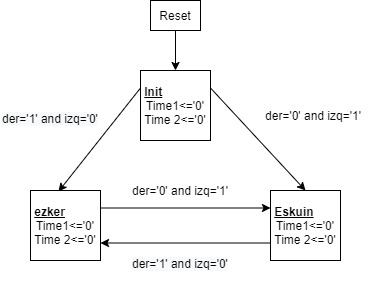 Reset
Init
Time1<='0'
Time 2<='0'
der='1' and izq='0'
der='0' and izq='1'
ezker
Time1<='0'
Time 2<='0'
der='0' and izq='1'
Eskuin
Time1<='0'
Time 2<='0'
der='1' and izq='0'